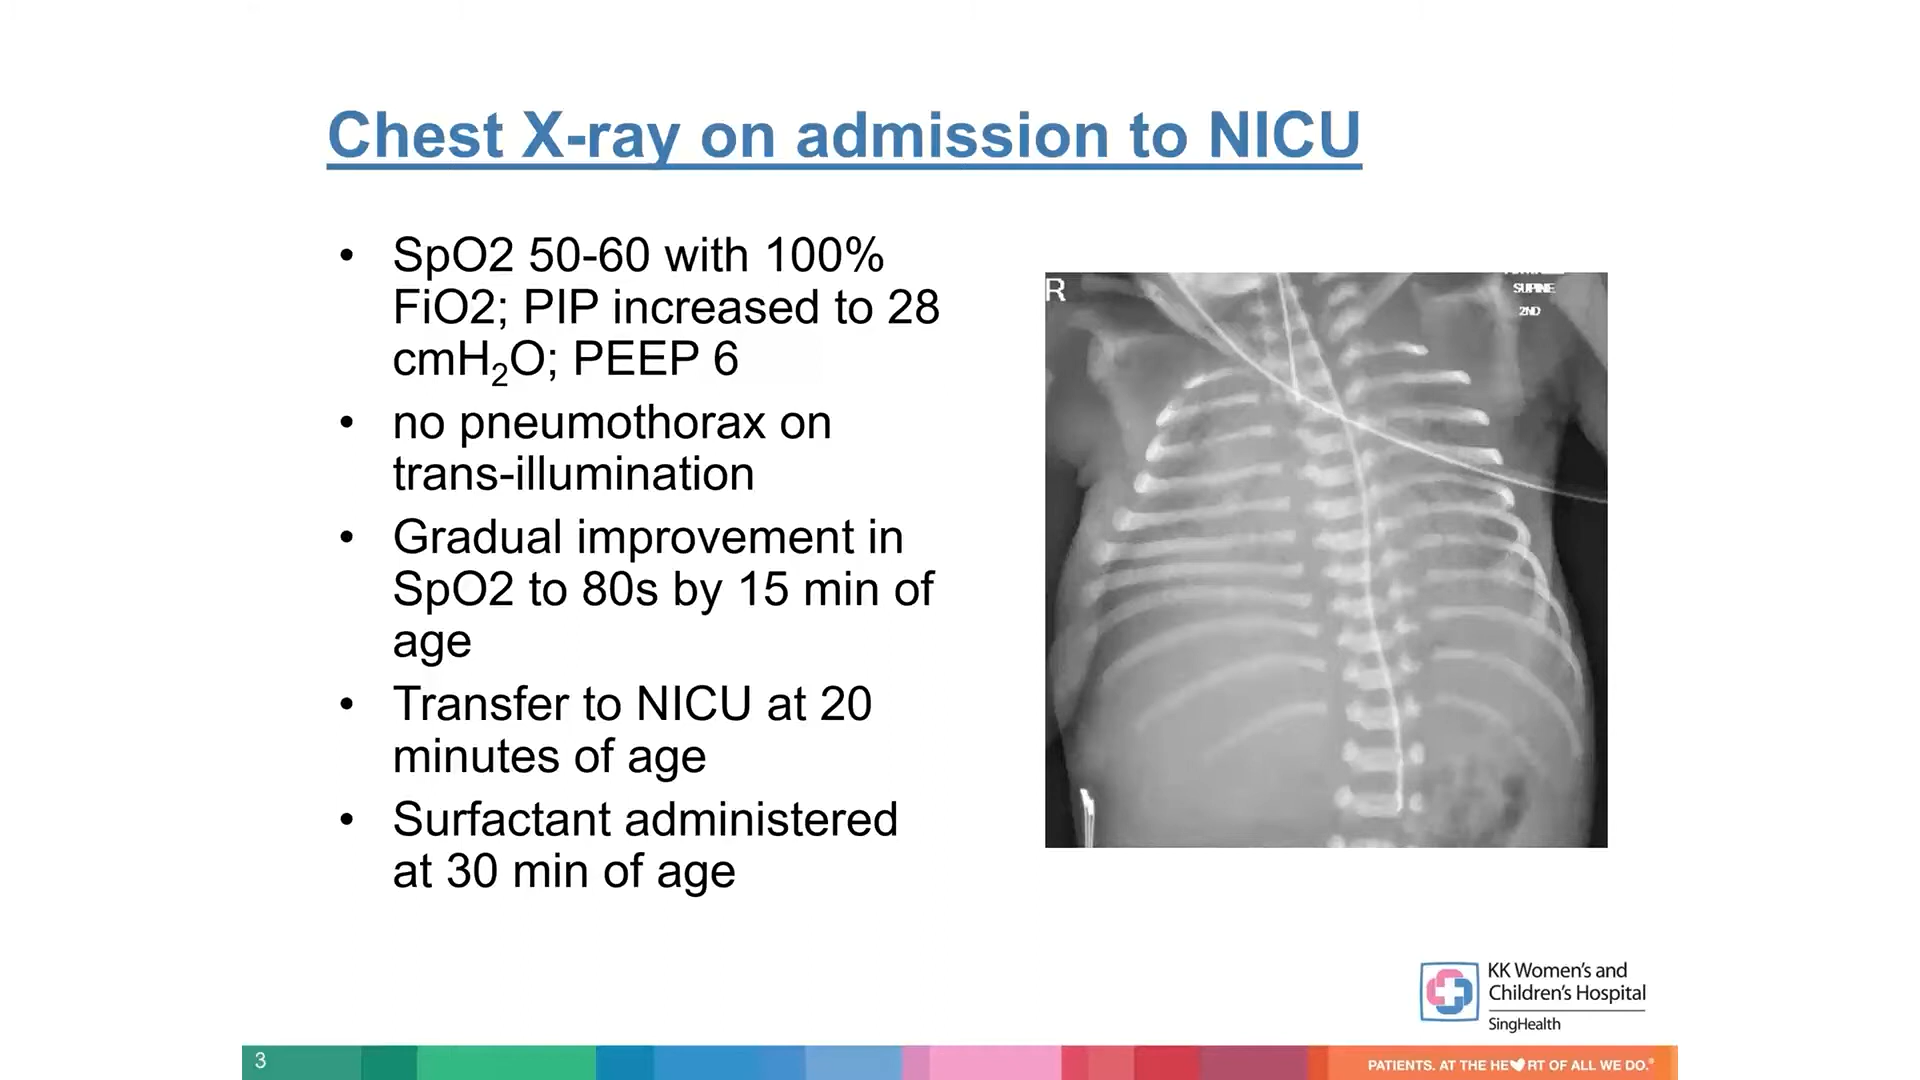 Chest X-ray on admission to NICU
• SpO2 50-60 with 100%
FiO2; PIP increased to 28
cmH₂O; PEEP 6
• no pneumothorax on
trans-illumination
• Gradual improvement in
SpO2 to 80s by 15 min of
age
• Transfer to NICU at 20
minutes of age
• Surfactant administered
at 30 min of age
R
SUPINE
2ND
KK Women's and
Children's Hospital
SingHealth
3
PATIENTS. AT THE HE RT OF ALL WE DO.®